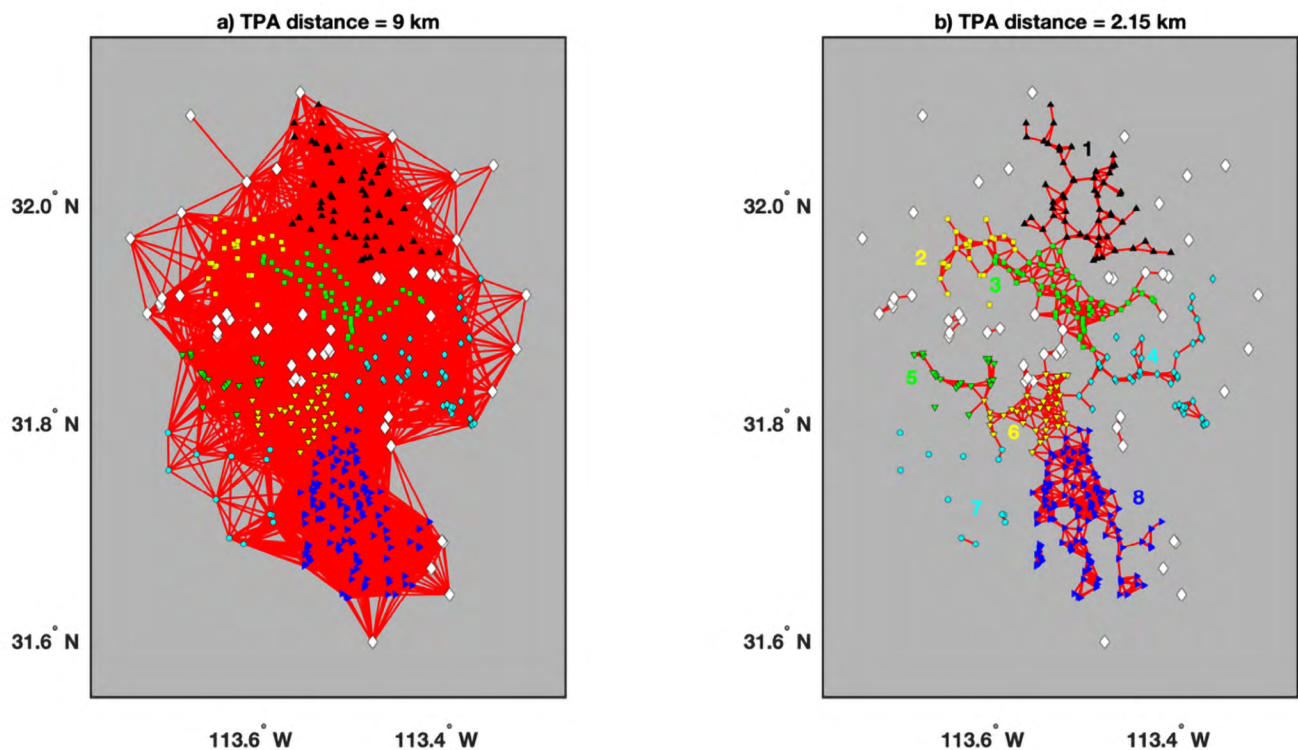 a) TPA distance = 9 km
b) TPA distance = 2.15 km
32.0° N
31.8° N
31.6° N
113.6° W
113.4° W
32.0° N
31.8° N
31.6° N
113.6° W
113.4° W
1
2
3
4
5
6
7
8